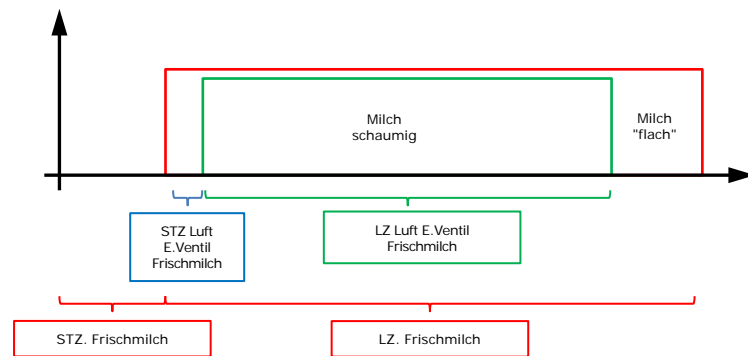 Milch
schaumig
Milch
"flach"
STZ Luft
E.Ventil
Frischmilch
LZ Luft E.Ventil
Frischmilch
STZ. Frischmilch
LZ. Frischmilch